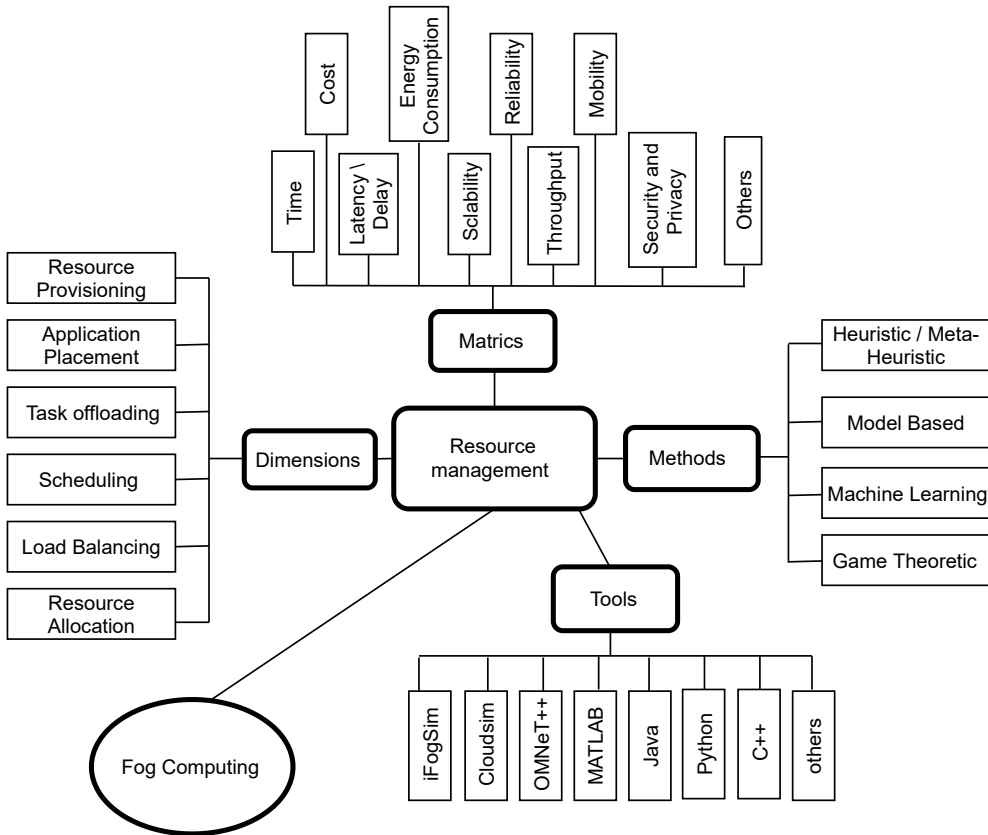 Cost
Energy
Consumption
Reliability
Mobility
Time
Latency \
Delay
Sclability
Throughput
Security and
Privacy
Others
Resource
Provisioning
Application
Placement
Task offloading
Scheduling
Load Balancing
Resource
Allocation
Dimensions
Matrics
Resource
management
Methods
Heuristic / Meta-
Heuristic
Model Based
Machine Learning
Game Theoretic
Tools
iFogSim
Cloudsim
OMNeT++
MATLAB
Java
Python
C++
others
Fog Computing